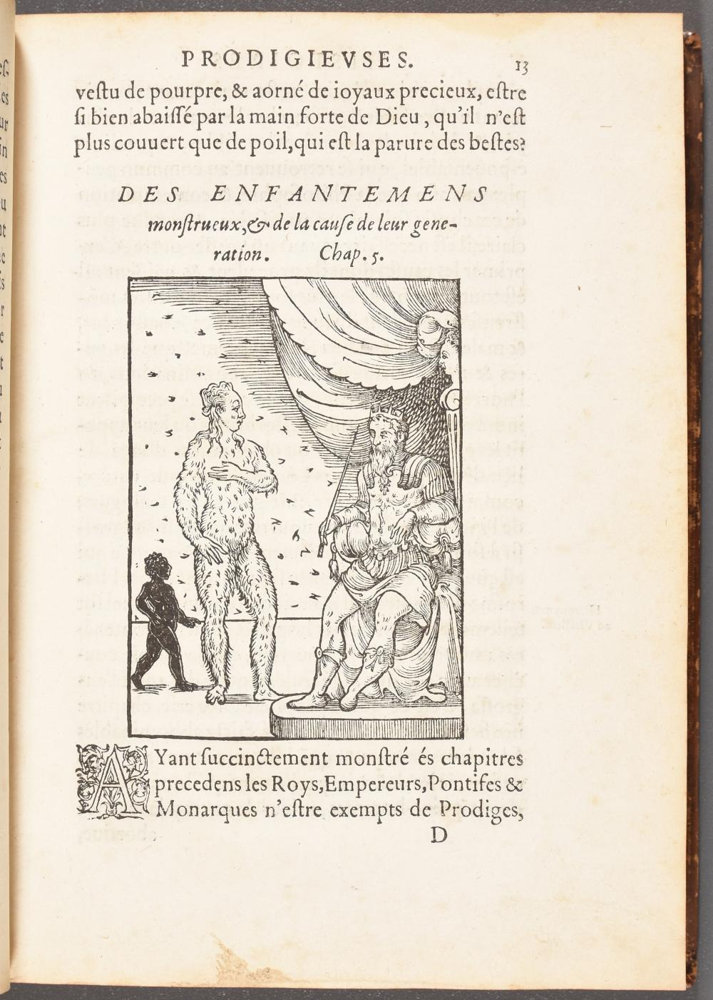 PRODIGIEVSES.
13
veſtu de pourpre, & aorné de ioyaux precieux, eſtre
ſi bien abaiſſé par la main forte de Dieu, qu'il n'eſt
plus couuert que de poil, qui eſt la parure des beſtes?
DES ENFANTEMENS
monſtrueux, & de la cauſe de leur gene-
ration. Chap. 5.
AYant ſuccinctement monſtré és chapitres
precedens les Roys, Empereurs, Pontifes &
Monarques n'eſtre exempts de Prodiges,
D